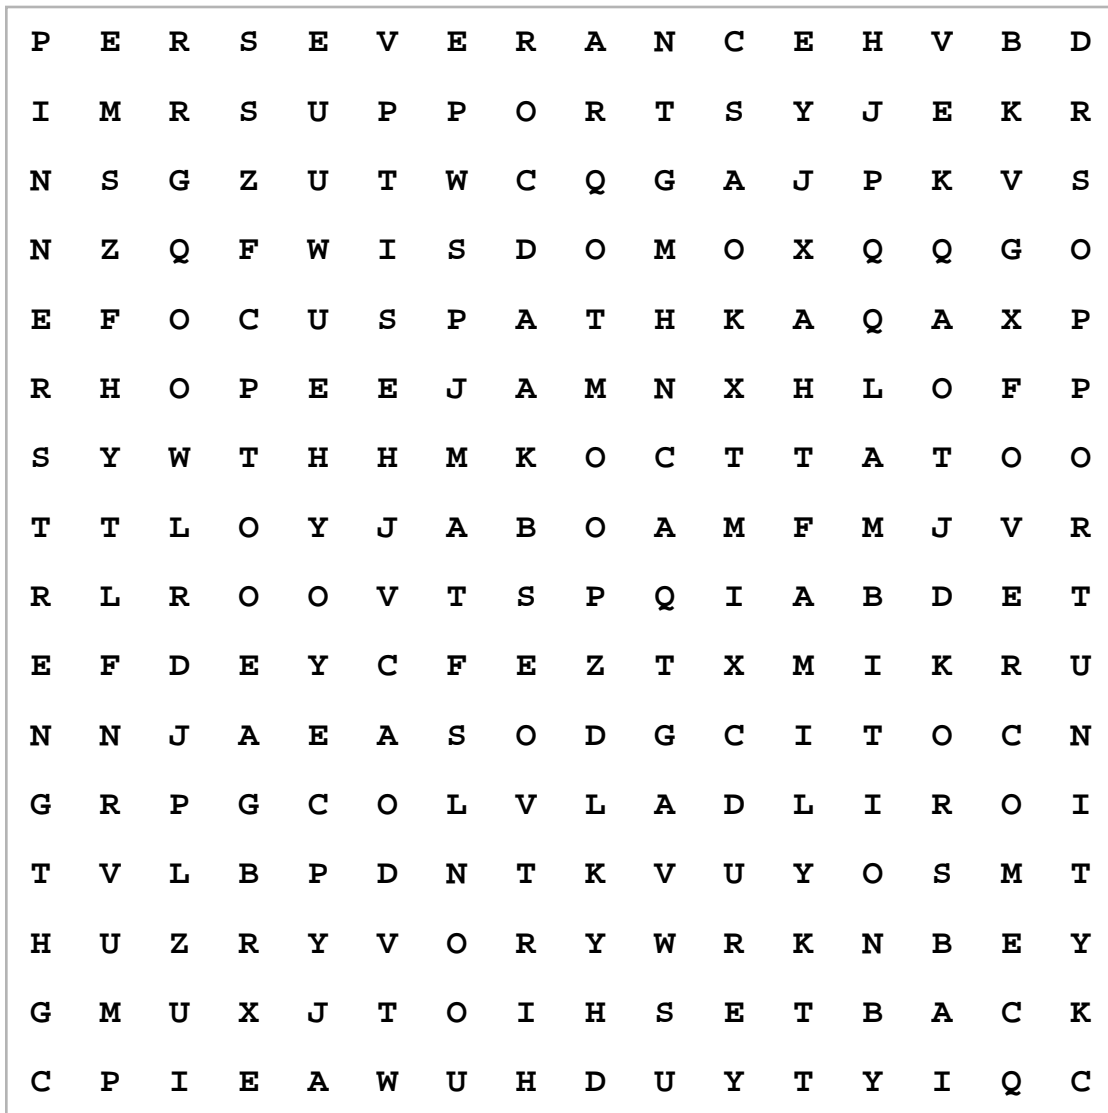 P E R S E V E R A N C E H V B D
I M R S U P P O R T S Y J E K R
N S G Z U T W C Q G A J P K V S
N Z Q F W I S D O M O X Q Q G O
E F O C U S P A T H K A Q A X P
R H O P E E J A M N X H L O F P
S Y W T H H M K O C T T A T O O
T T L O Y J A B O A M F M J V R
R L R O O V T S P Q I A B D E T
E F D E Y C F E Z T X M I K R U
N N J A E A S O D G C I T O C N
G R P G C O L V L A D L I R O I
T V L B P D N T K V U Y O S M T
H U Z R Y V O R Y W R K N B E Y
G M U X J T O I H S E T B A C K
C P I E A W U H D U Y T Y I Q C